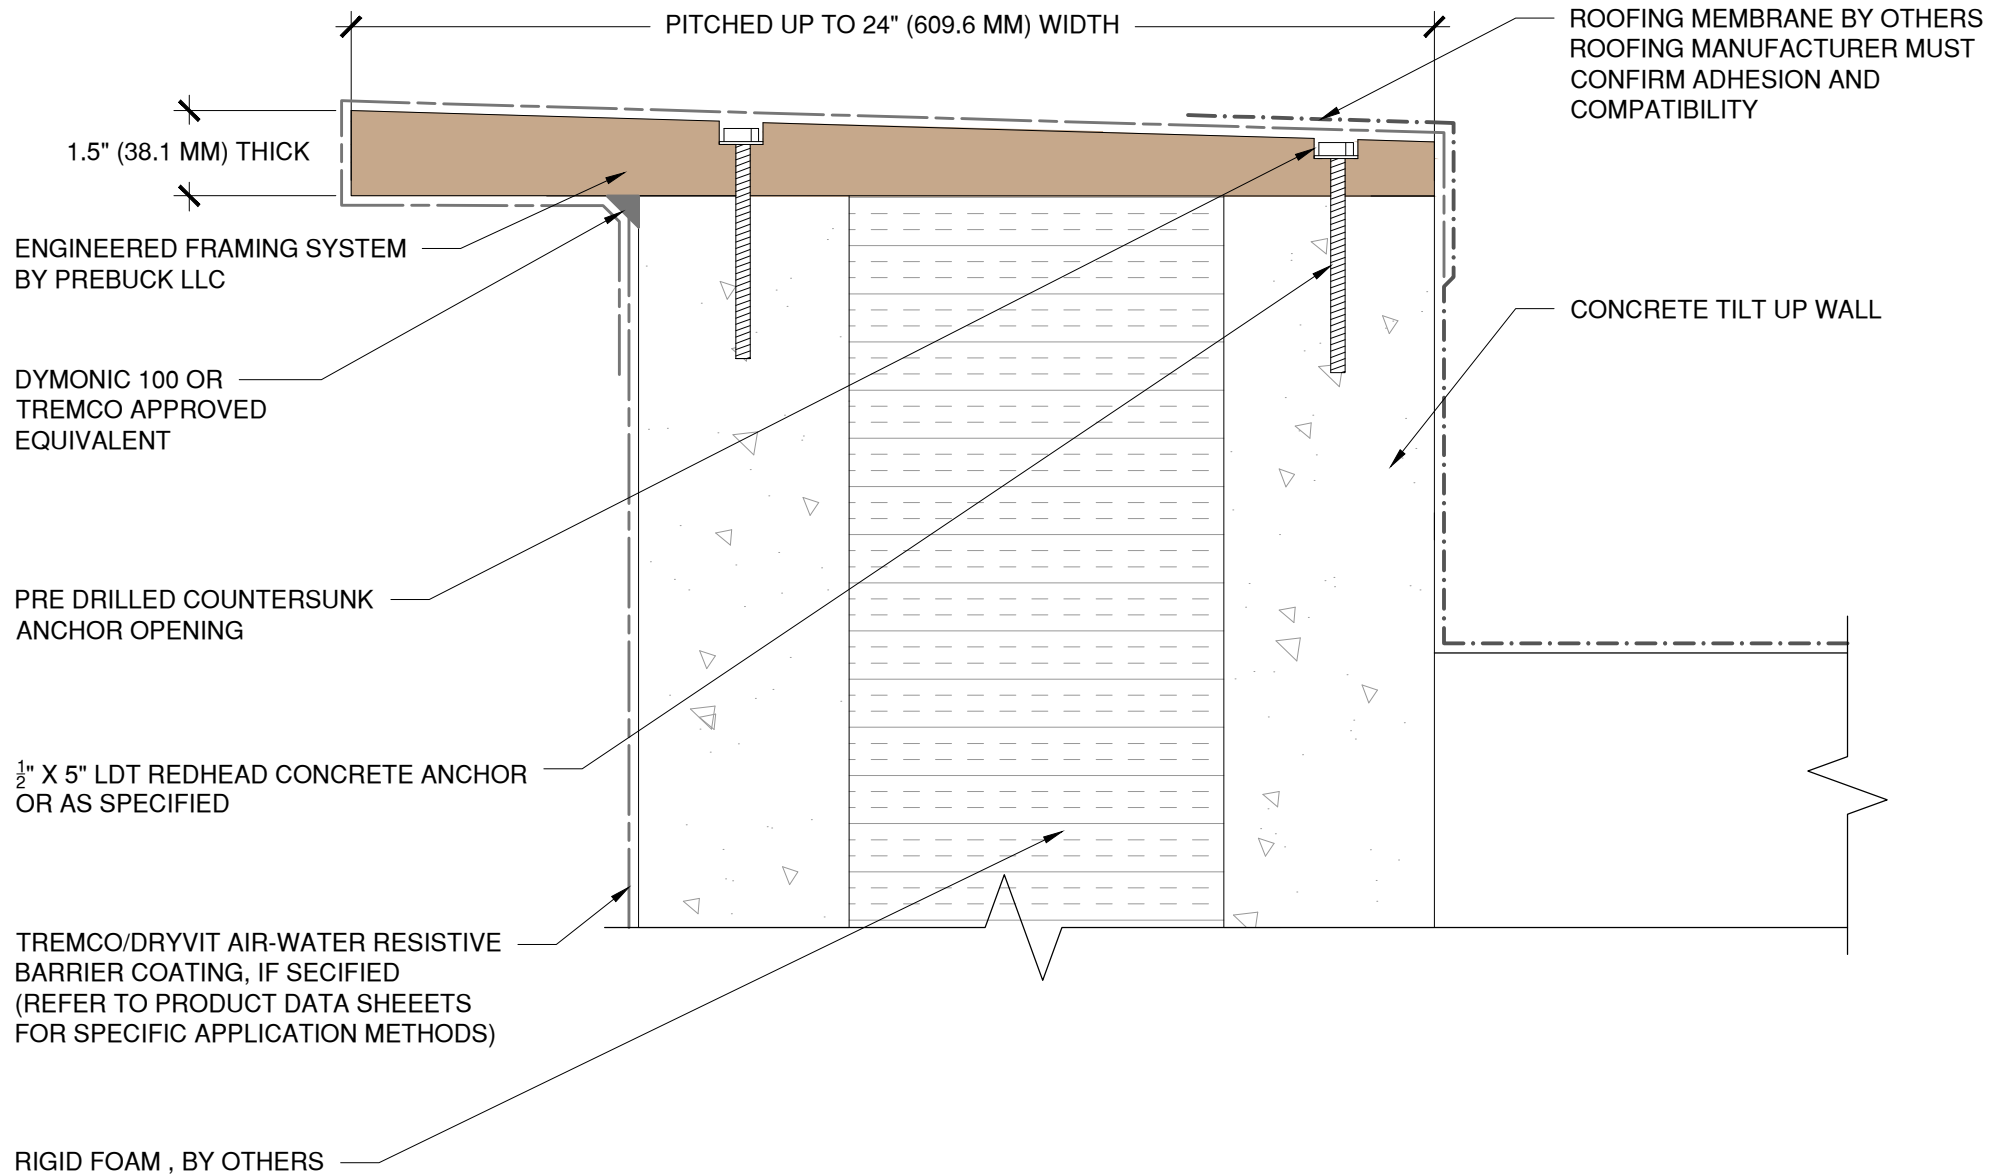 PITCHED UP TO 24" (609.6 MM) WIDTH
ROOFING MEMBRANE BY OTHERS
ROOFING MANUFACTURER MUST
CONFIRM ADHESION AND
COMPATIBILITY
1.5" (38.1 MM) THICK
ENGINEERED FRAMING SYSTEM
BY PREBUCK LLC
CONCRETE TILT UP WALL
DYMONIC 100 OR
TREMCO APPROVED
EQUIVALENT
PRE DRILLED COUNTERSUNK
ANCHOR OPENING
½" X 5" LDT REDHEAD CONCRETE ANCHOR
OR AS SPECIFIED
TREMCO/DRYVIT AIR-WATER RESISTIVE
BARRIER COATING, IF SECIFIED
(REFER TO PRODUCT DATA SHEEETS
FOR SPECIFIC APPLICATION METHODS)
RIGID FOAM , BY OTHERS